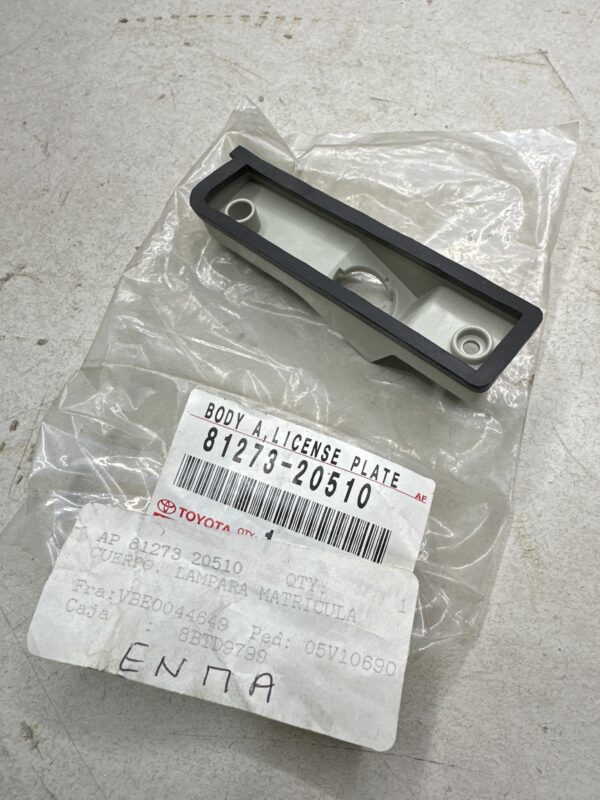 BODY A, LICENSE PLATE
81273-20510 AE
TOYOTA QTY. 1
AP 81273 20510 QTY: 1
CUERPO, LAMPARA MATRICULA
Fra:VBE0044649 Ped: 05V10690
Caja : 8BTD9799
ЕНПА